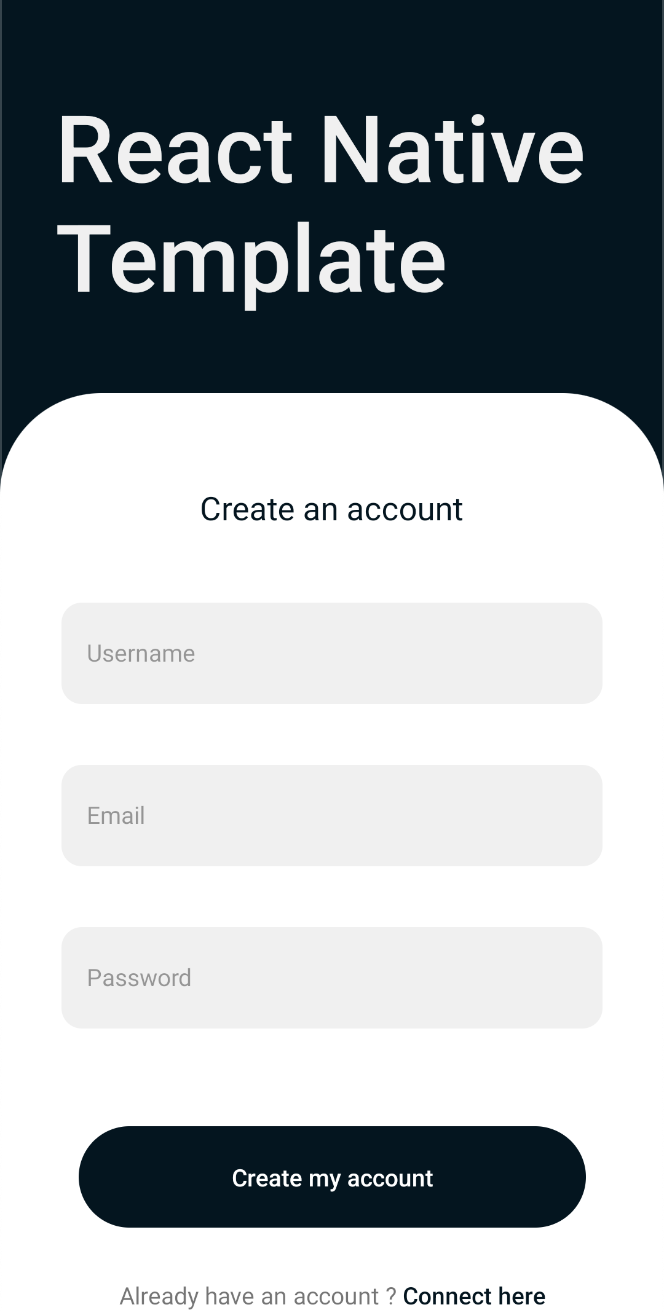 React Native
Template
Create an account
Username
Email
Password
Create my account
Already have an account ? Connect here